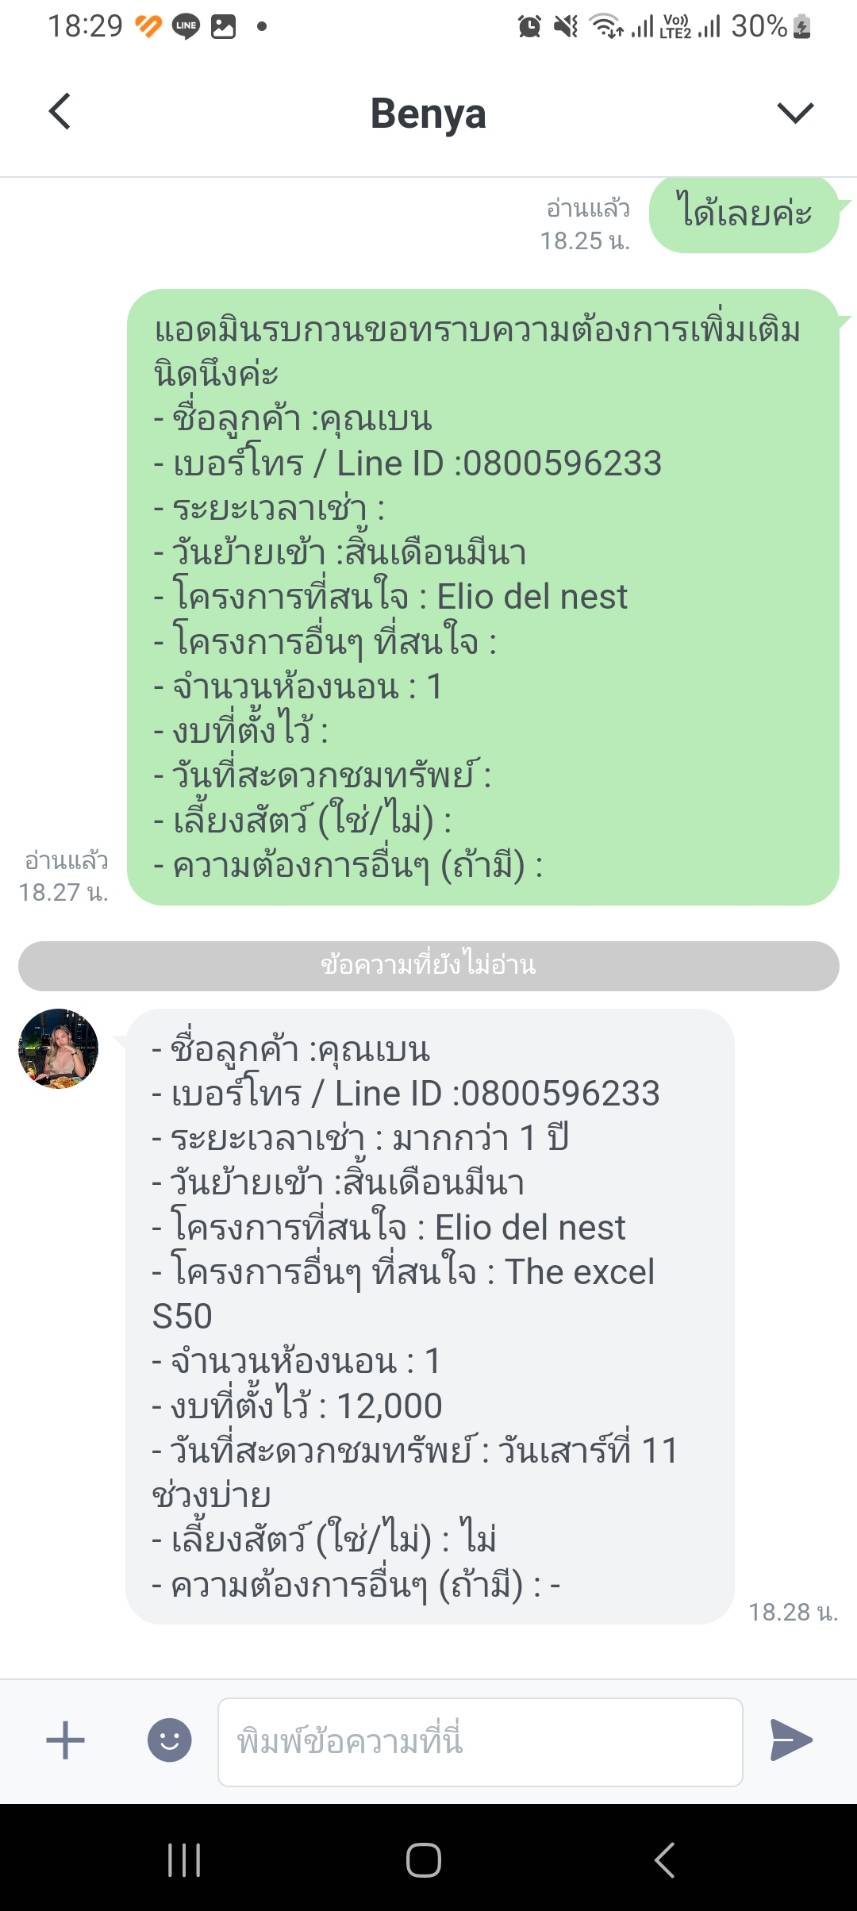 18:29 LINE Vo)) LTE2 30%
Benya
ได้เลยค่ะ
อ่านแล้ว
18.25 น.
แอดมินรบกวนขอทราบความต้องการเพิ่มเติม
นิดนึงค่ะ
- ชื่อลูกค้า :คุณเบน
- เบอร์โทร / Line ID :0800596233
- ระยะเวลาเช่า :
- วันย้ายเข้า :สิ้นเดือนมีนา
- โครงการที่สนใจ : Elio del nest
- โครงการอื่นๆ ที่สนใจ :
- จำนวนห้องนอน : 1
- งบที่ตั้งไว้ :
- วันที่สะดวกชมทรัพย์ :
- เลี้ยงสัตว์ (ใช่/ไม่) :
- ความต้องการอื่นๆ (ถ้ามี) :
อ่านแล้ว
18.27 น.
ข้อความที่ยังไม่อ่าน
- ชื่อลูกค้า :คุณเบน
- เบอร์โทร / Line ID :0800596233
- ระยะเวลาเช่า : มากกว่า 1 ปี
- วันย้ายเข้า :สิ้นเดือนมีนา
- โครงการที่สนใจ : Elio del nest
- โครงการอื่นๆ ที่สนใจ : The excel
S50
- จำนวนห้องนอน : 1
- งบที่ตั้งไว้ : 12,000
- วันที่สะดวกชมทรัพย์ : วันเสาร์ที่ 11
ช่วงบ่าย
- เลี้ยงสัตว์ (ใช่/ไม่) : ไม่
- ความต้องการอื่นๆ (ถ้ามี) : -
18.28 น.
พิมพ์ข้อความที่นี่